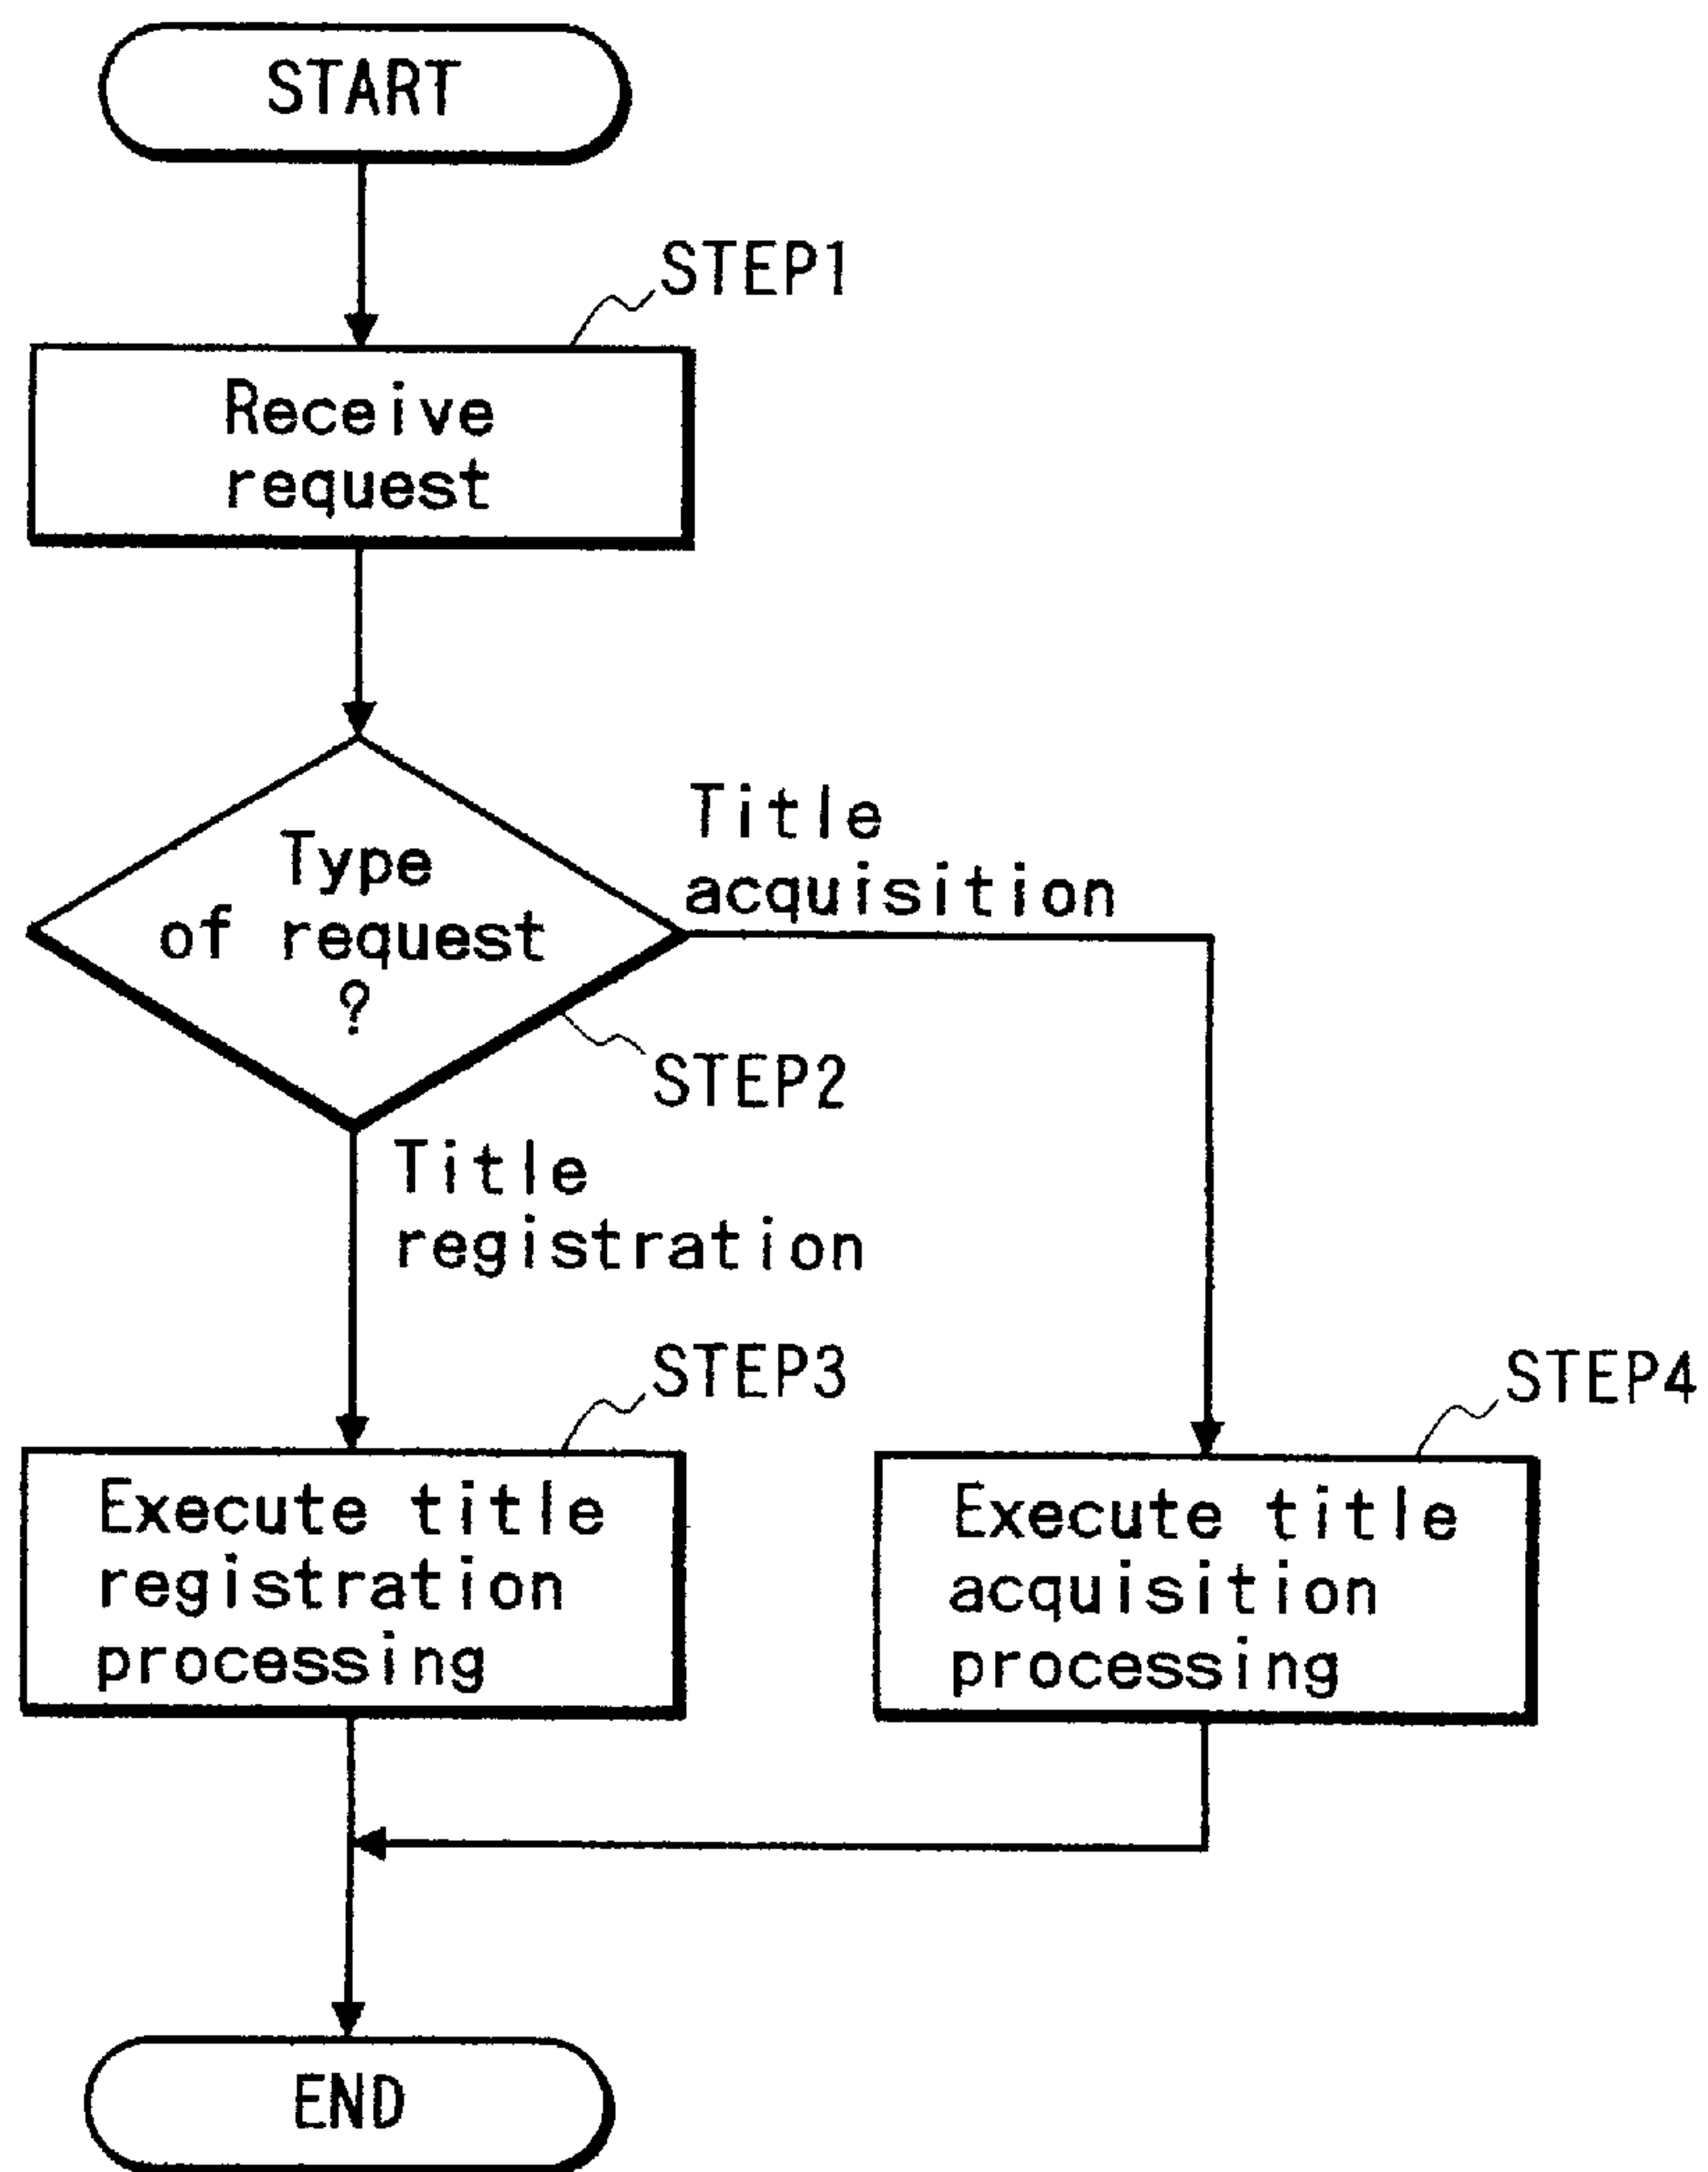 START
STEP1
Receive
request
Type
of request
?
Title
acquisition
STEP2
Title
registration
STEP3
Execute title
registration
processing
STEP4
Execute title
acquisition
processing
END